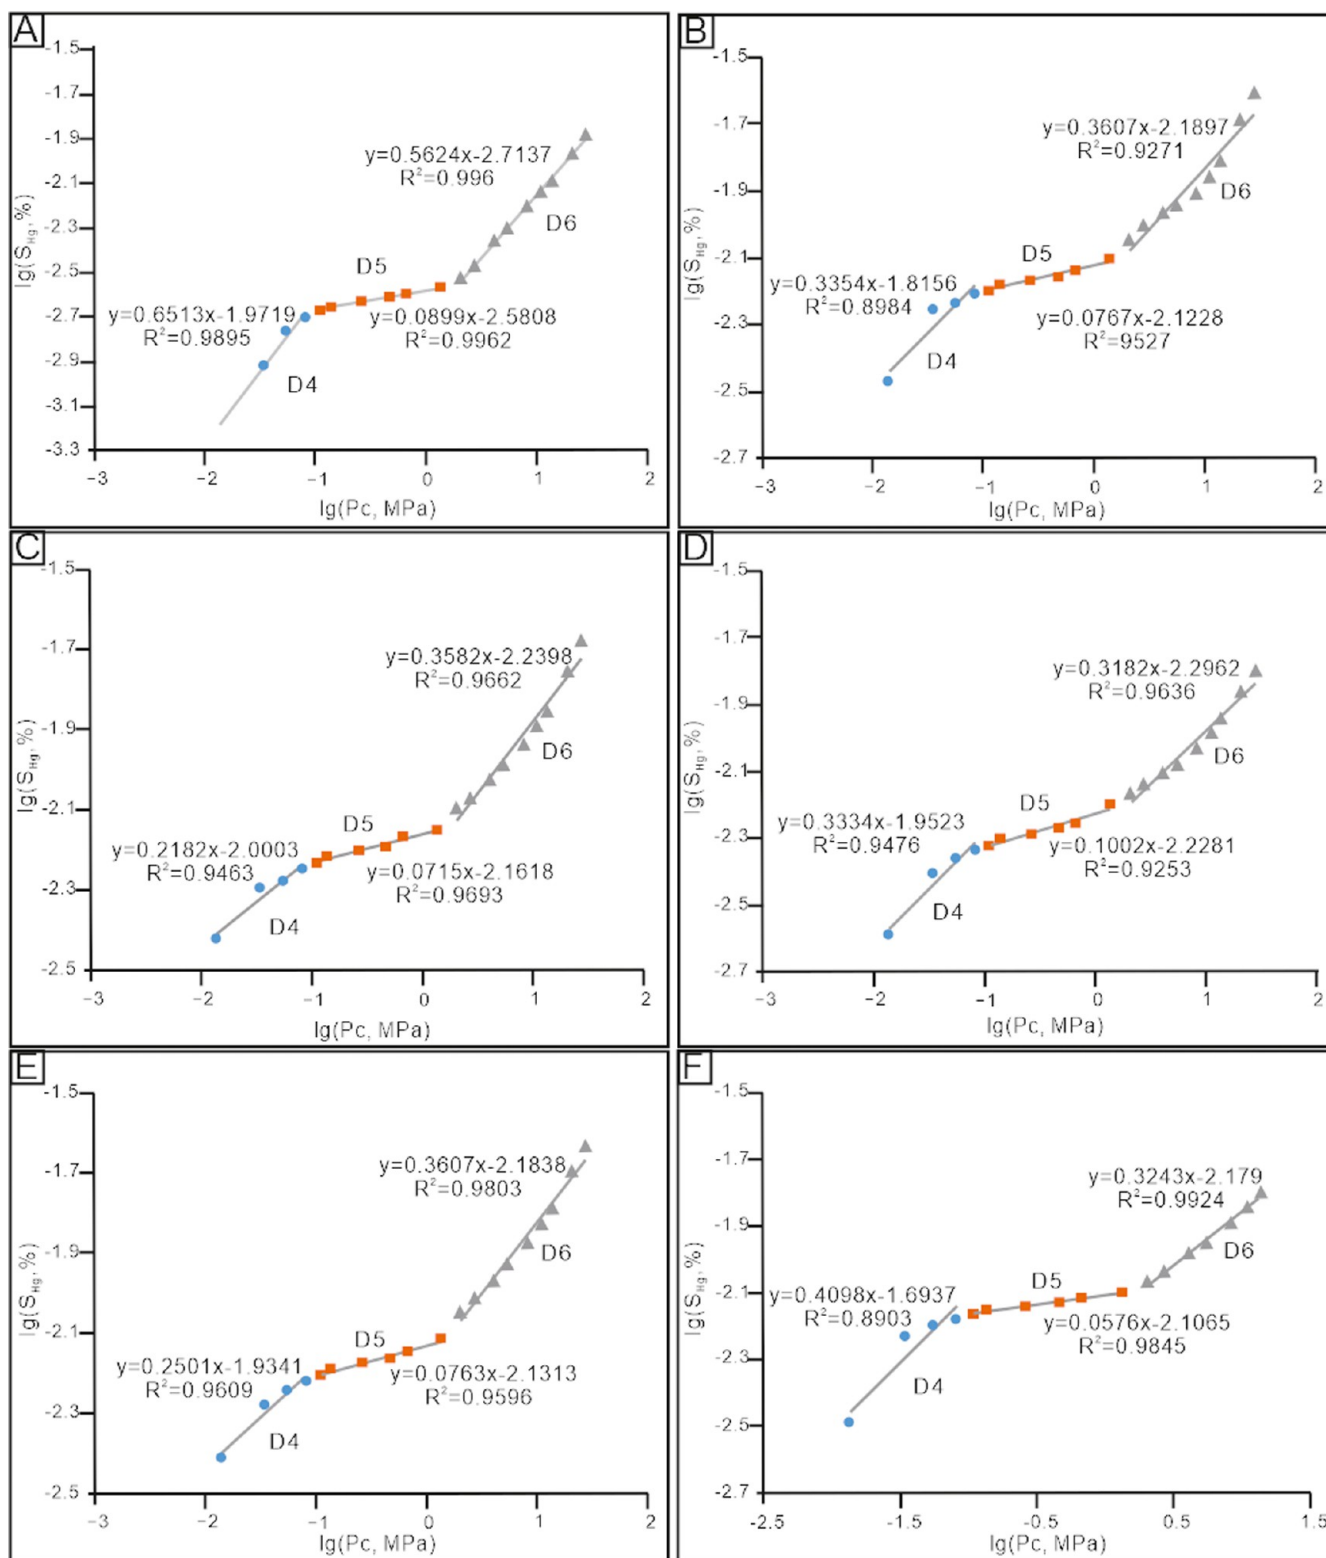 A
-1.5
-1.7
-1.9
-2.1
-2.3
-2.5
-2.7
-2.9
-3.1
-3.3
lg(S_Hg, %)
y=0.5624x-2.7137
R²=0.996
D6
D5
y=0.6513x-1.9719
R²=0.9895
y=0.0899x-2.5808
R²=0.9962
D4
−3
−2
−1
0
1
2
lg(Pc, MPa)
B
-1.5
-1.7
-1.9
-2.1
-2.3
-2.5
-2.7
lg(S_Hg, %)
y=0.3607x-2.1897
R²=0.9271
D6
D5
y=0.3354x-1.8156
R²=0.8984
y=0.0767x-2.1228
R²=9527
D4
−3
−2
−1
0
1
2
lg(Pc, MPa)
C
-1.5
-1.7
-1.9
-2.1
-2.3
-2.5
lg(S_Hg, %)
y=0.3582x-2.2398
R²=0.9662
D6
D5
y=0.2182x-2.0003
R²=0.9463
y=0.0715x-2.1618
R²=0.9693
D4
−3
−2
−1
0
1
2
lg(Pc, MPa)
D
-1.5
-1.7
-1.9
-2.1
-2.3
-2.5
-2.7
lg(S_Hg, %)
y=0.3182x-2.2962
R²=0.9636
D6
D5
y=0.3334x-1.9523
R²=0.9476
y=0.1002x-2.2281
R²=0.9253
D4
−3
−2
−1
0
1
2
lg(Pc, MPa)
E
-1.5
-1.7
-1.9
-2.1
-2.3
-2.5
lg(S_Hg, %)
y=0.3607x-2.1838
R²=0.9803
D6
D5
y=0.2501x-1.9341
R²=0.9609
y=0.0763x-2.1313
R²=0.9596
D4
−3
−2
−1
0
1
2
lg(Pc, MPa)
F
-1.5
-1.7
-1.9
-2.1
-2.3
-2.5
-2.7
lg(S_Hg, %)
y=0.3243x-2.179
R²=0.9924
D6
D5
y=0.4098x-1.6937
R²=0.8903
y=0.0576x-2.1065
R²=0.9845
D4
-2.5
-1.5
-0.5
0.5
1.5
lg(Pc, MPa)